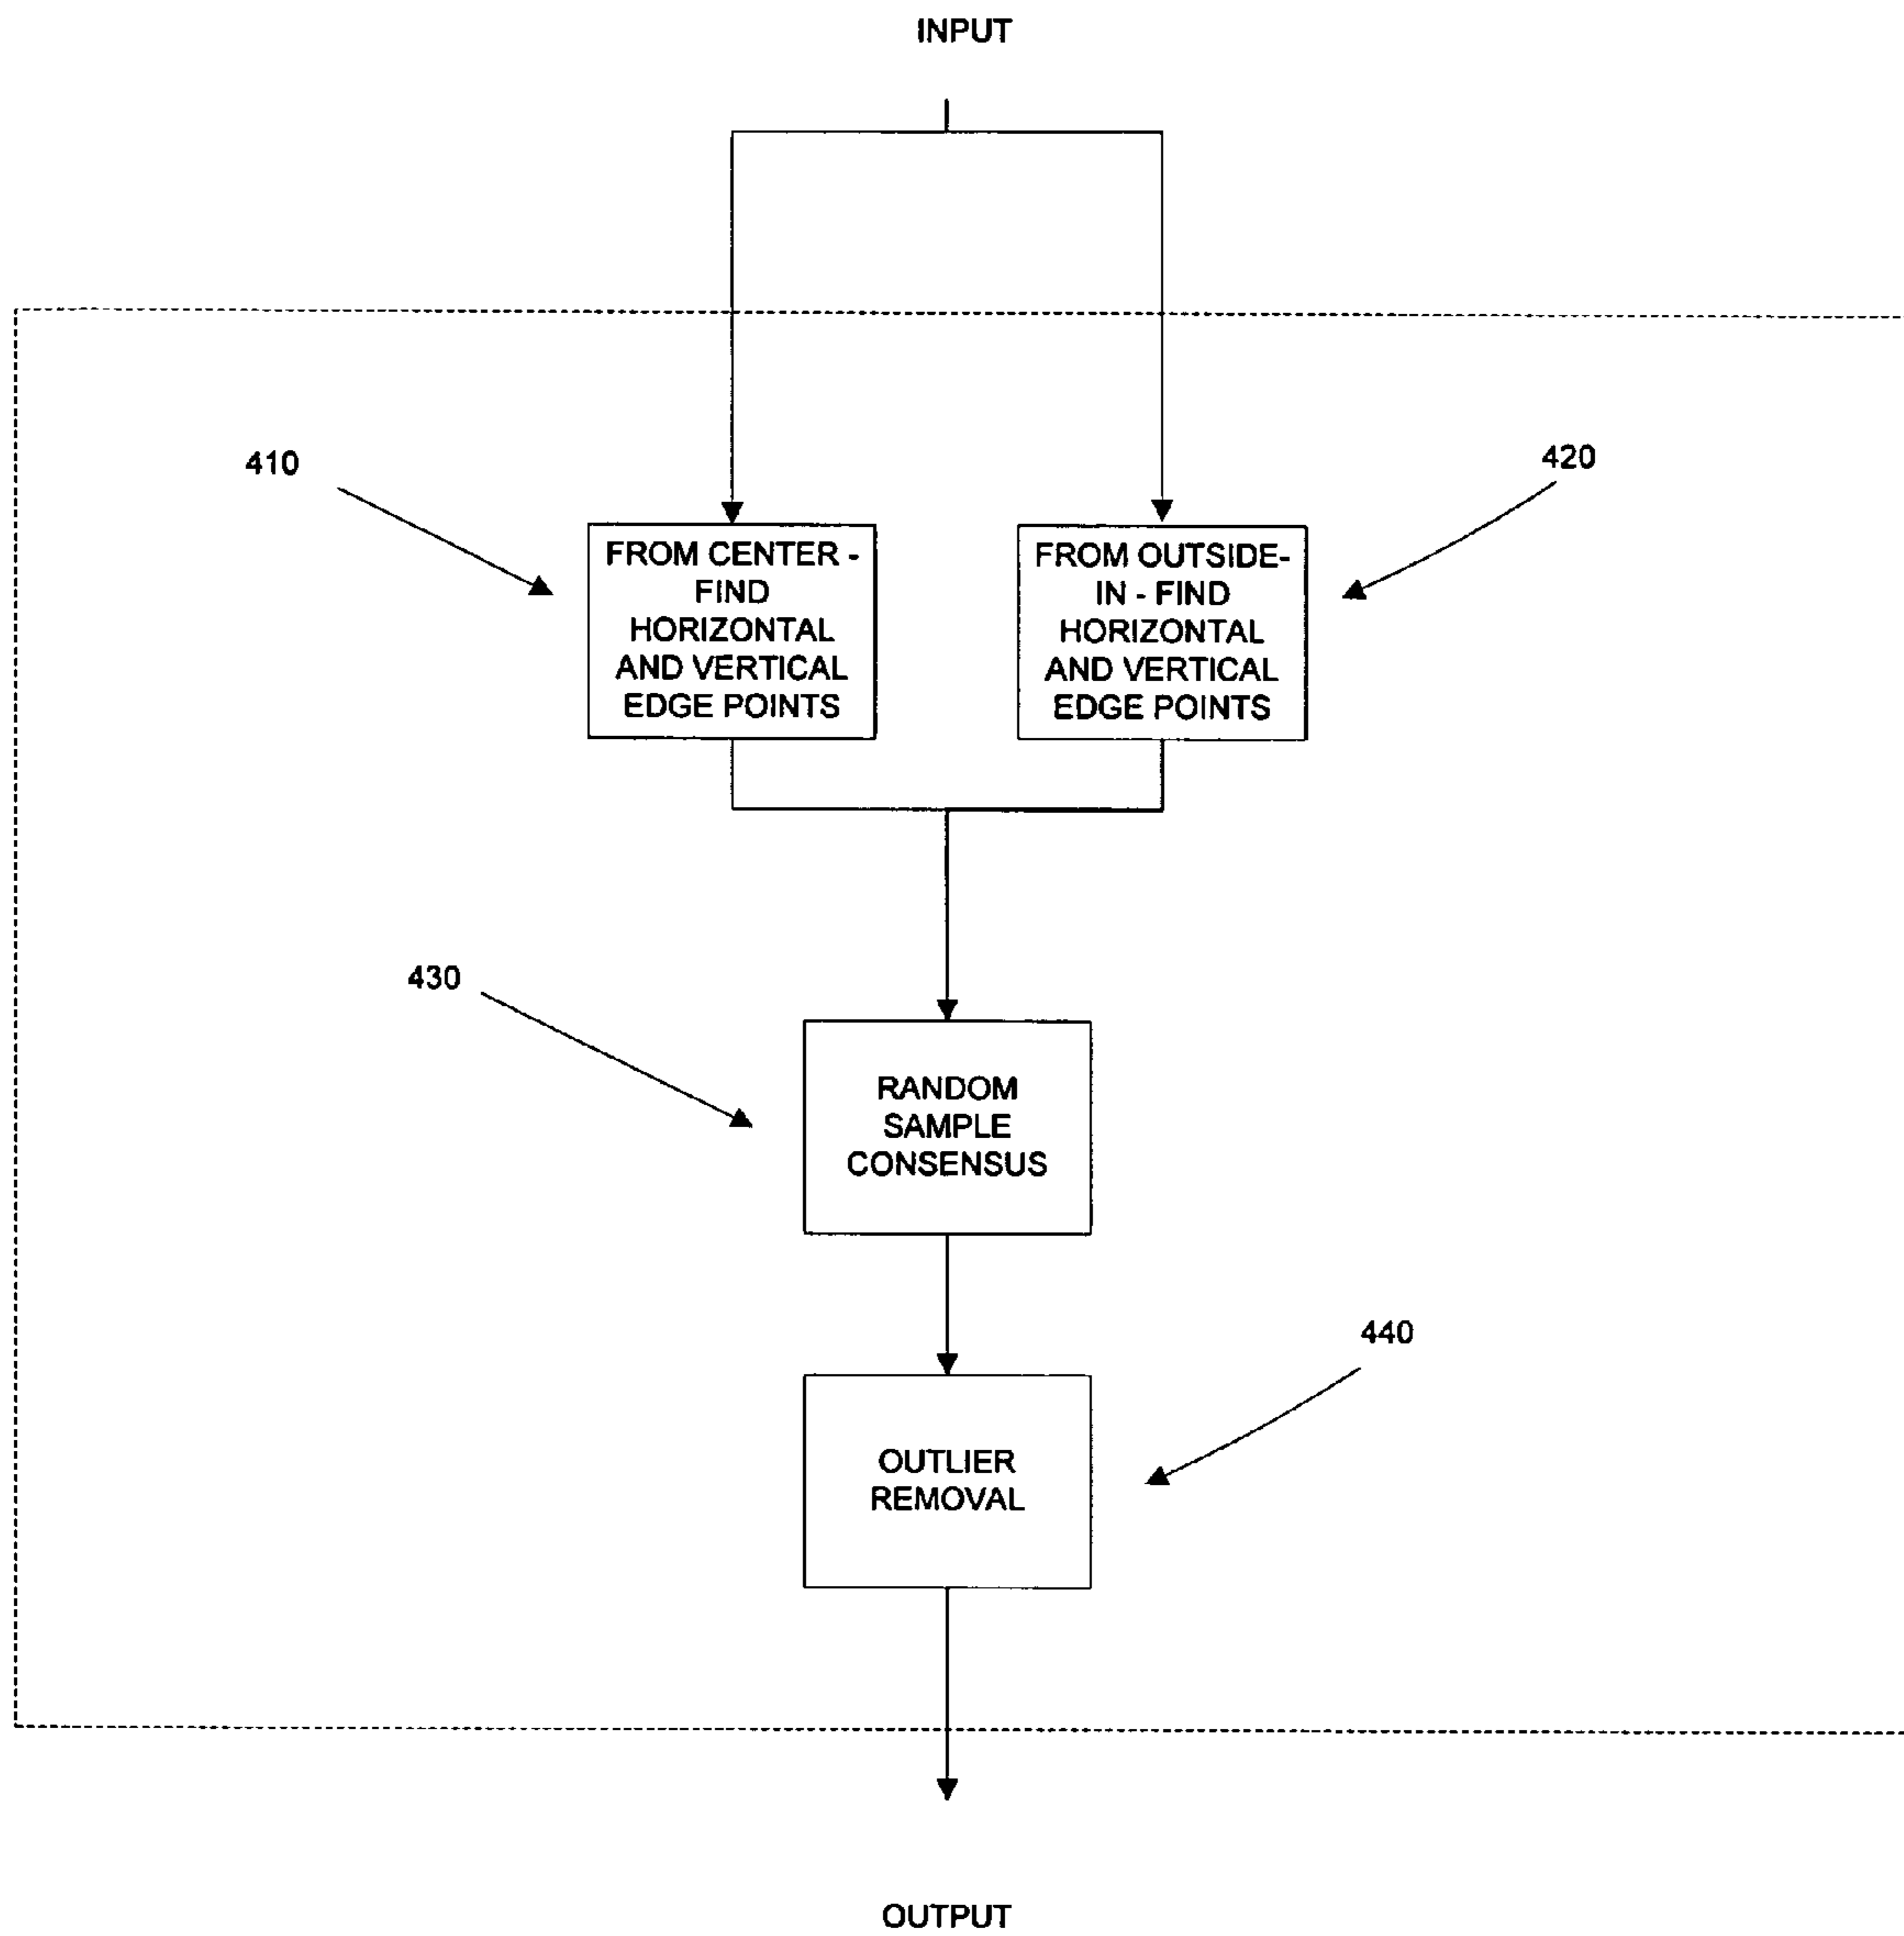 INPUT
410
420
FROM CENTER -
FIND
HORIZONTAL
AND VERTICAL
EDGE POINTS
FROM OUTSIDE-
IN - FIND
HORIZONTAL
AND VERTICAL
EDGE POINTS
430
RANDOM
SAMPLE
CONSENSUS
440
OUTLIER
REMOVAL
OUTPUT